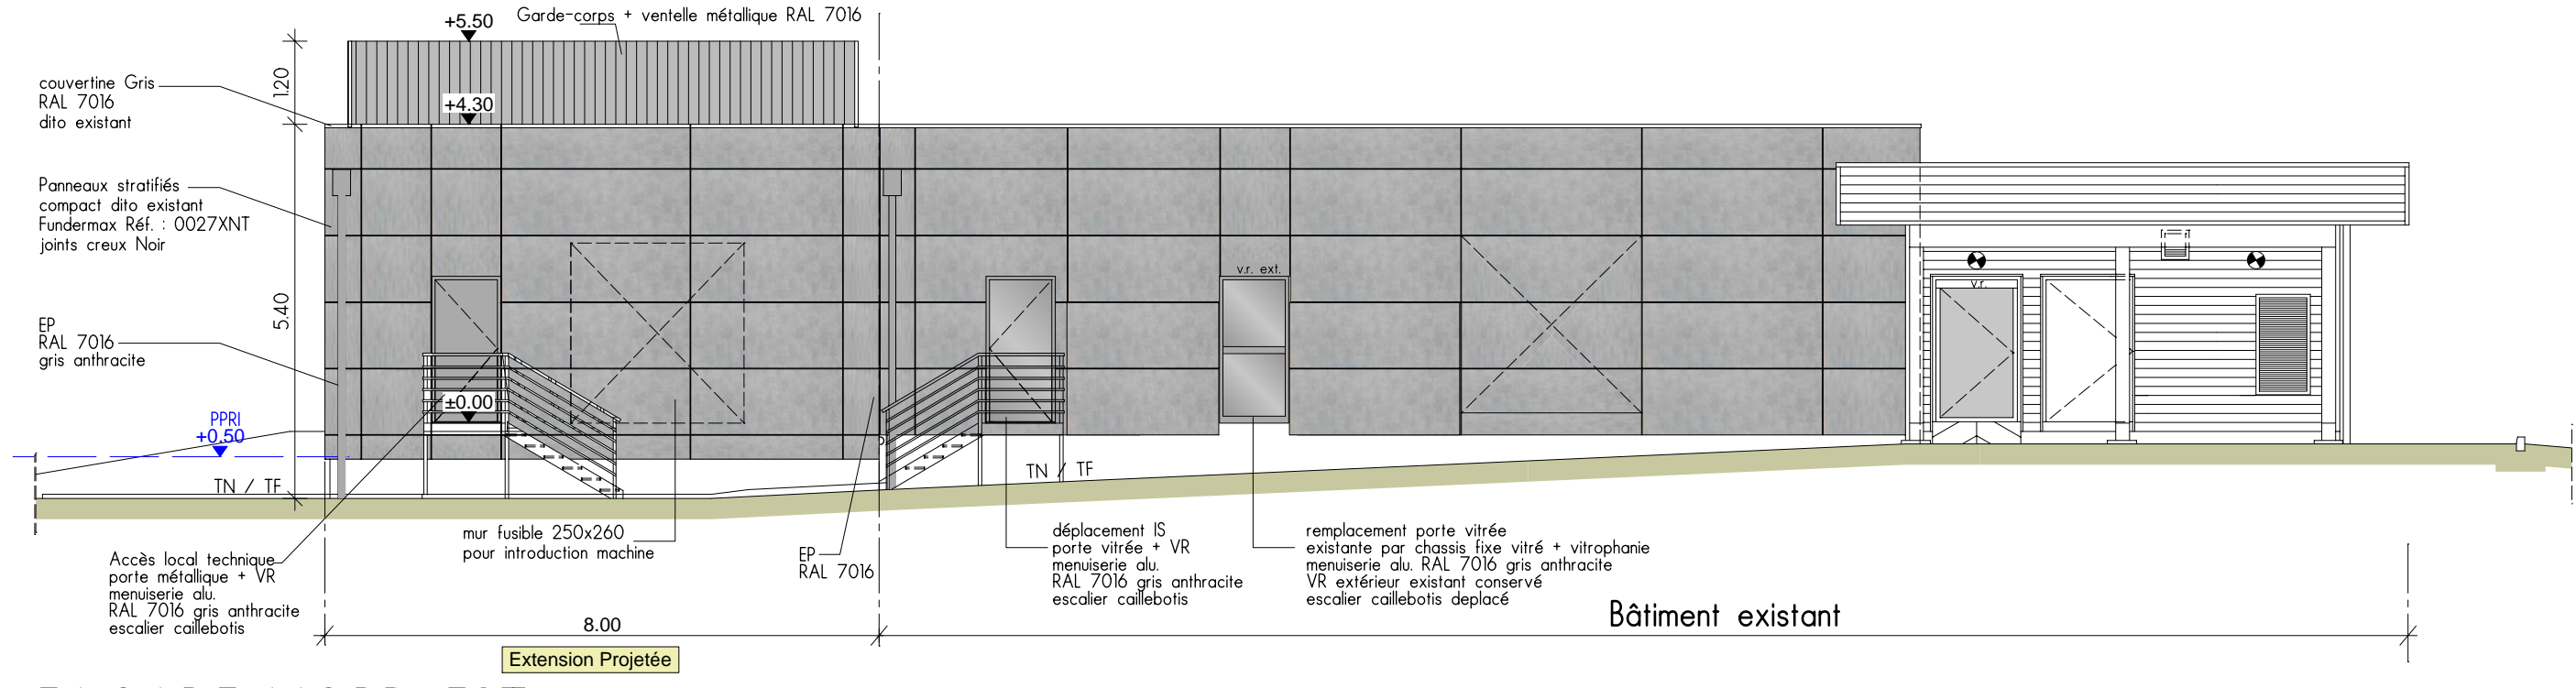 Garde-corps + ventelle métallique RAL 7016
+5.50
1.20
couvertine Gris
RAL 7016
dito existant
+4.30
Panneaux stratifiés
compact dito existant
Fundermax Réf. : 0027XNT
joints creux Noir
v.r. ext.
v.r.
5.40
EP
RAL 7016
gris anthracite
±0.00
PPRI
+0.50
TN / TF
TN / TF
mur fusible 250x260
pour introduction machine
EP
RAL 7016
déplacement IS
porte vitrée + VR
menuiserie alu.
RAL 7016 gris anthracite
escalier caillebotis
remplacement porte vitrée
existante par chassis fixe vitré + vitrophanie
menuiserie alu. RAL 7016 gris anthracite
VR extérieur existant conservé
escalier caillebotis deplacé
Accès local technique
porte métallique + VR
menuiserie alu.
RAL 7016 gris anthracite
escalier caillebotis
8.00
Bâtiment existant
Extension Projetée